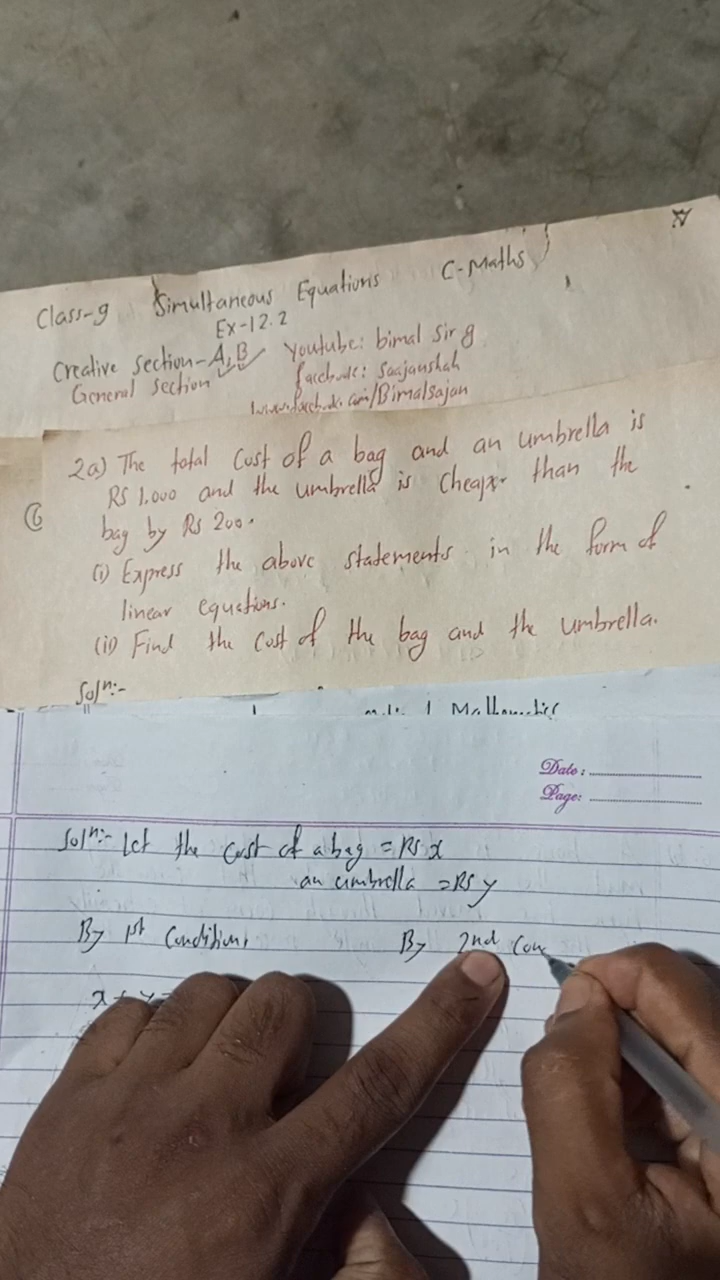 Class-9 Simultaneous Equations C-Maths
Ex-12.2
Creative section-A,B Youtube: bimal sir g
General section facebook: Saajanshah
2a) The total Cost of a bag and an umbrella is
RS 1,000 and the umbrella is Cheaper than the
bag by Rs 200.
(i) Express the above statements in the form of
linear equations.
(ii) Find the Cost of the bag and the umbrella.
Soln:-
Date:
Page:
Soln:- Let the Cost of a bag = Rs x
an umbrella = Rs y
By 1st Condition, By 2nd Con
x + y =